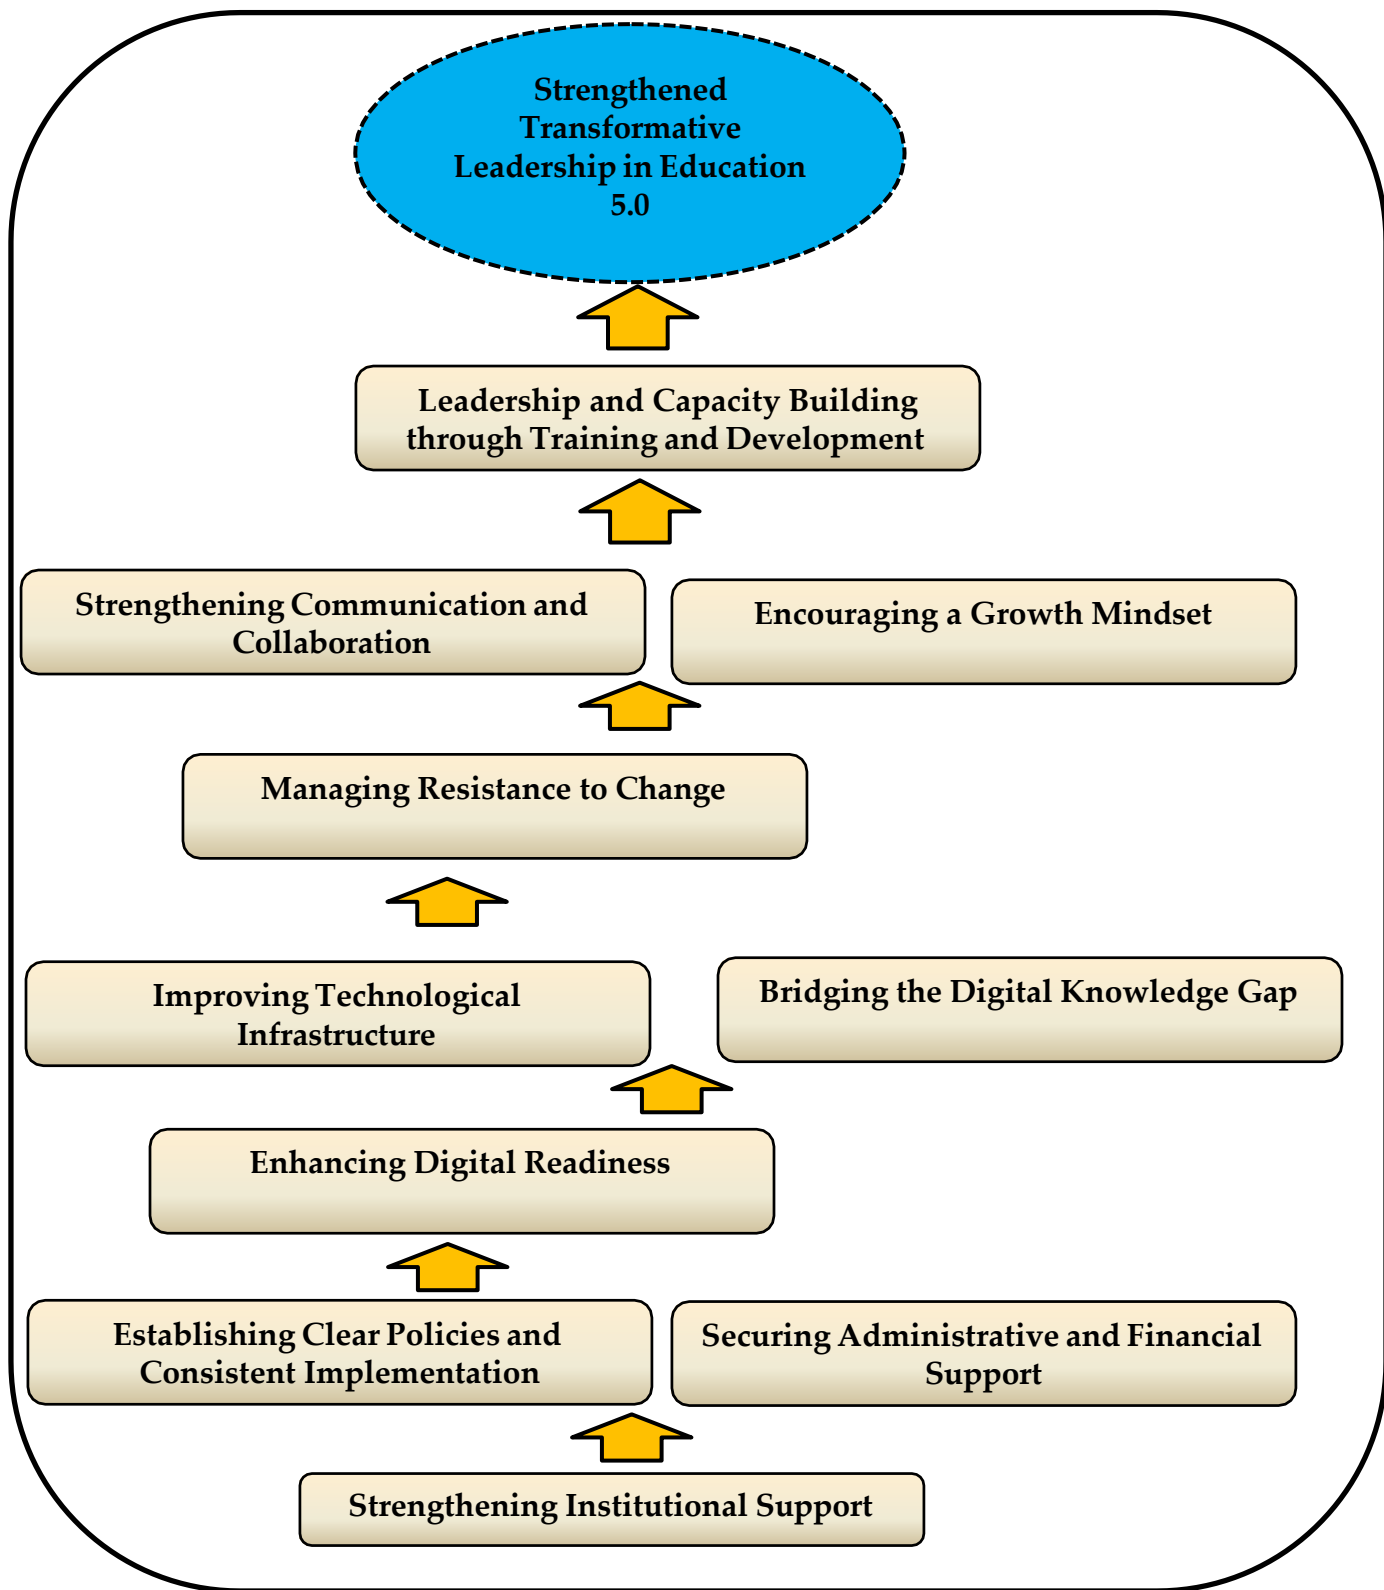 Strengthened
Transformative
Leadership in Education
5.0
Leadership and Capacity Building
through Training and Development
Strengthening Communication and
Collaboration
Encouraging a Growth Mindset
Managing Resistance to Change
Improving Technological
Infrastructure
Bridging the Digital Knowledge Gap
Enhancing Digital Readiness
Establishing Clear Policies and
Consistent Implementation
Securing Administrative and Financial
Support
Strengthening Institutional Support